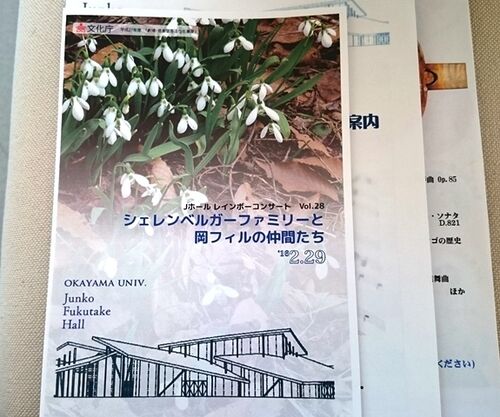 文化庁
Jホール レインボーコンサート Vol.28
シェレンベルガーファミリーと
岡フィルの仲間たち
'16 2.29
OKAYAMA UNIV.
Junko
Fukutake
Hall
案内
曲 Op.85
・ソナタ
D.821
ゴの歴史
舞曲
ほか
ください)